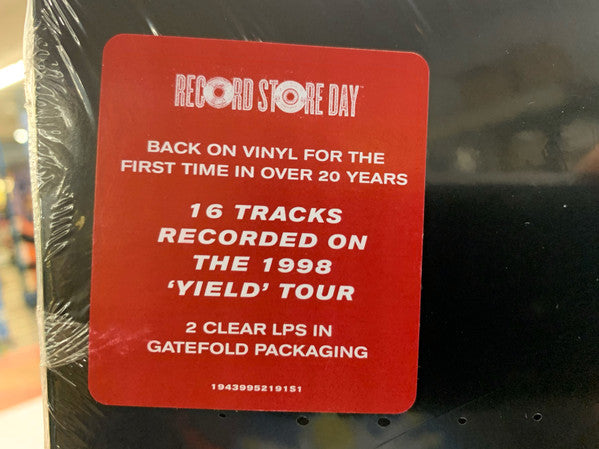 RECORD STORE DAY
BACK ON VINYL FOR THE
FIRST TIME IN OVER 20 YEARS
16 TRACKS
RECORDED ON
THE 1998
'YIELD' TOUR
2 CLEAR LPS IN
GATEFOLD PACKAGING
19439952191S1